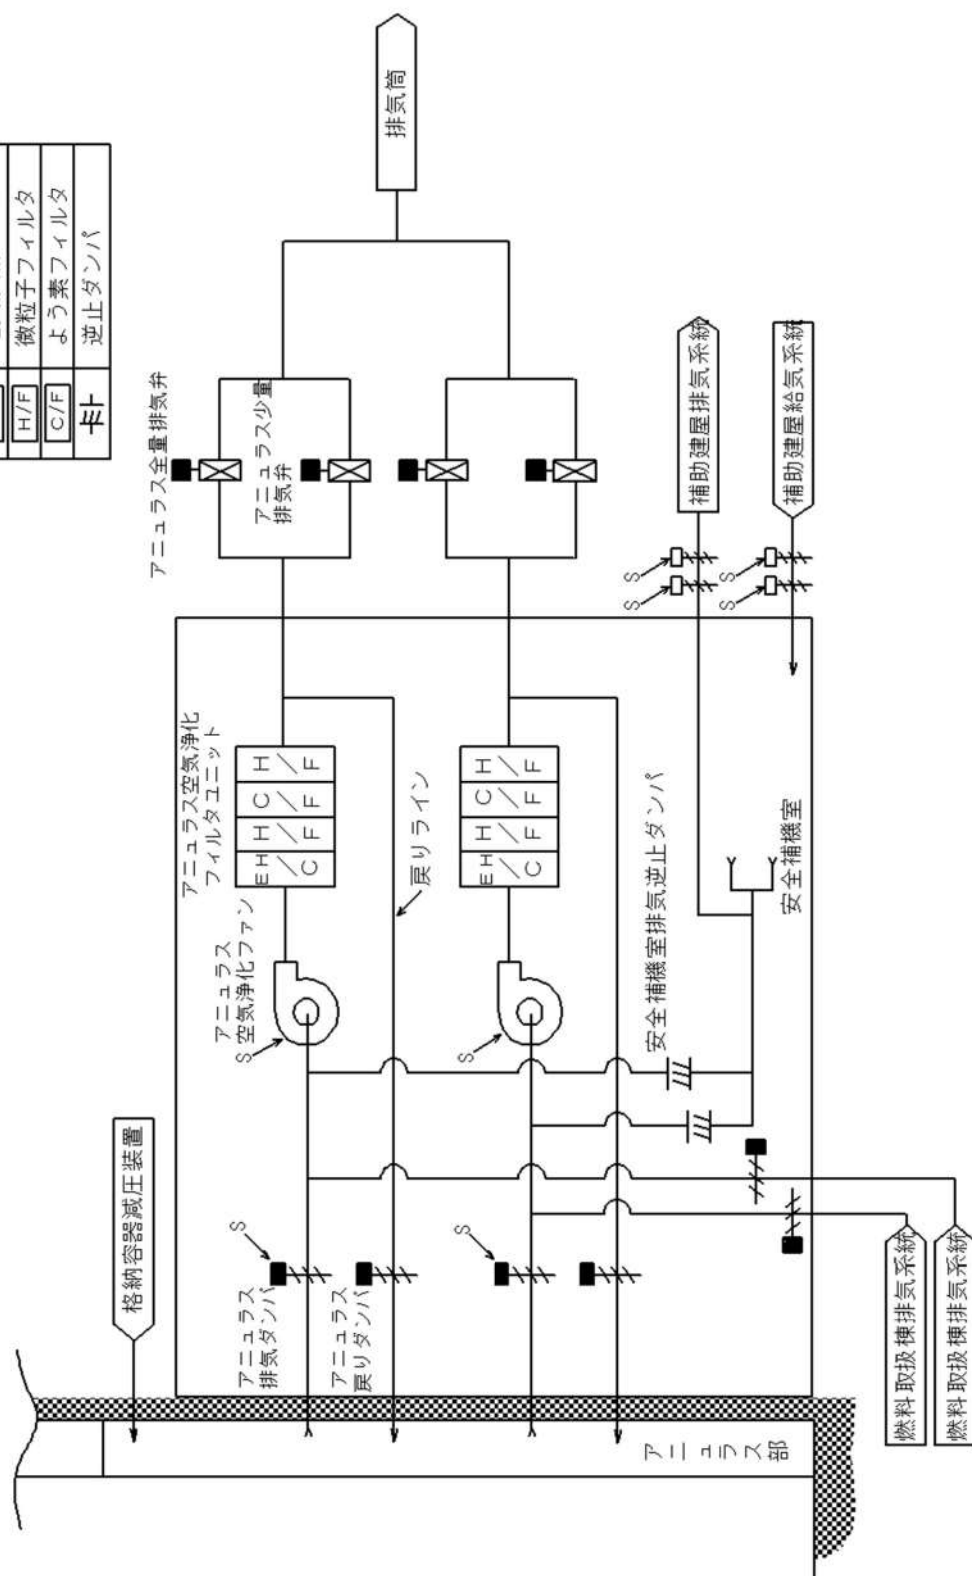 H/F 微粒子フィルタ
C/F よう素フィルタ
逆止ダンパ
格納容器減圧装置
アニュラス
空気浄化ファン
S
アニュラス空気浄化
フィルタユニット
アニュラス全量排気弁
アニュラス少量
排気弁
排気筒
EH/C H/F C/F H/F
S
アニュラス
排気ダンパ
アニュラス
戻りダンパ
戻りライン
S
S
EH/C H/F C/F H/F
安全補機室排気逆止ダンパ
安全補機室
S
S
補助建屋排気系統
S
S
補助建屋給気系統
アニュラス部
燃料取扱棟排気系統
燃料取扱棟排気系統